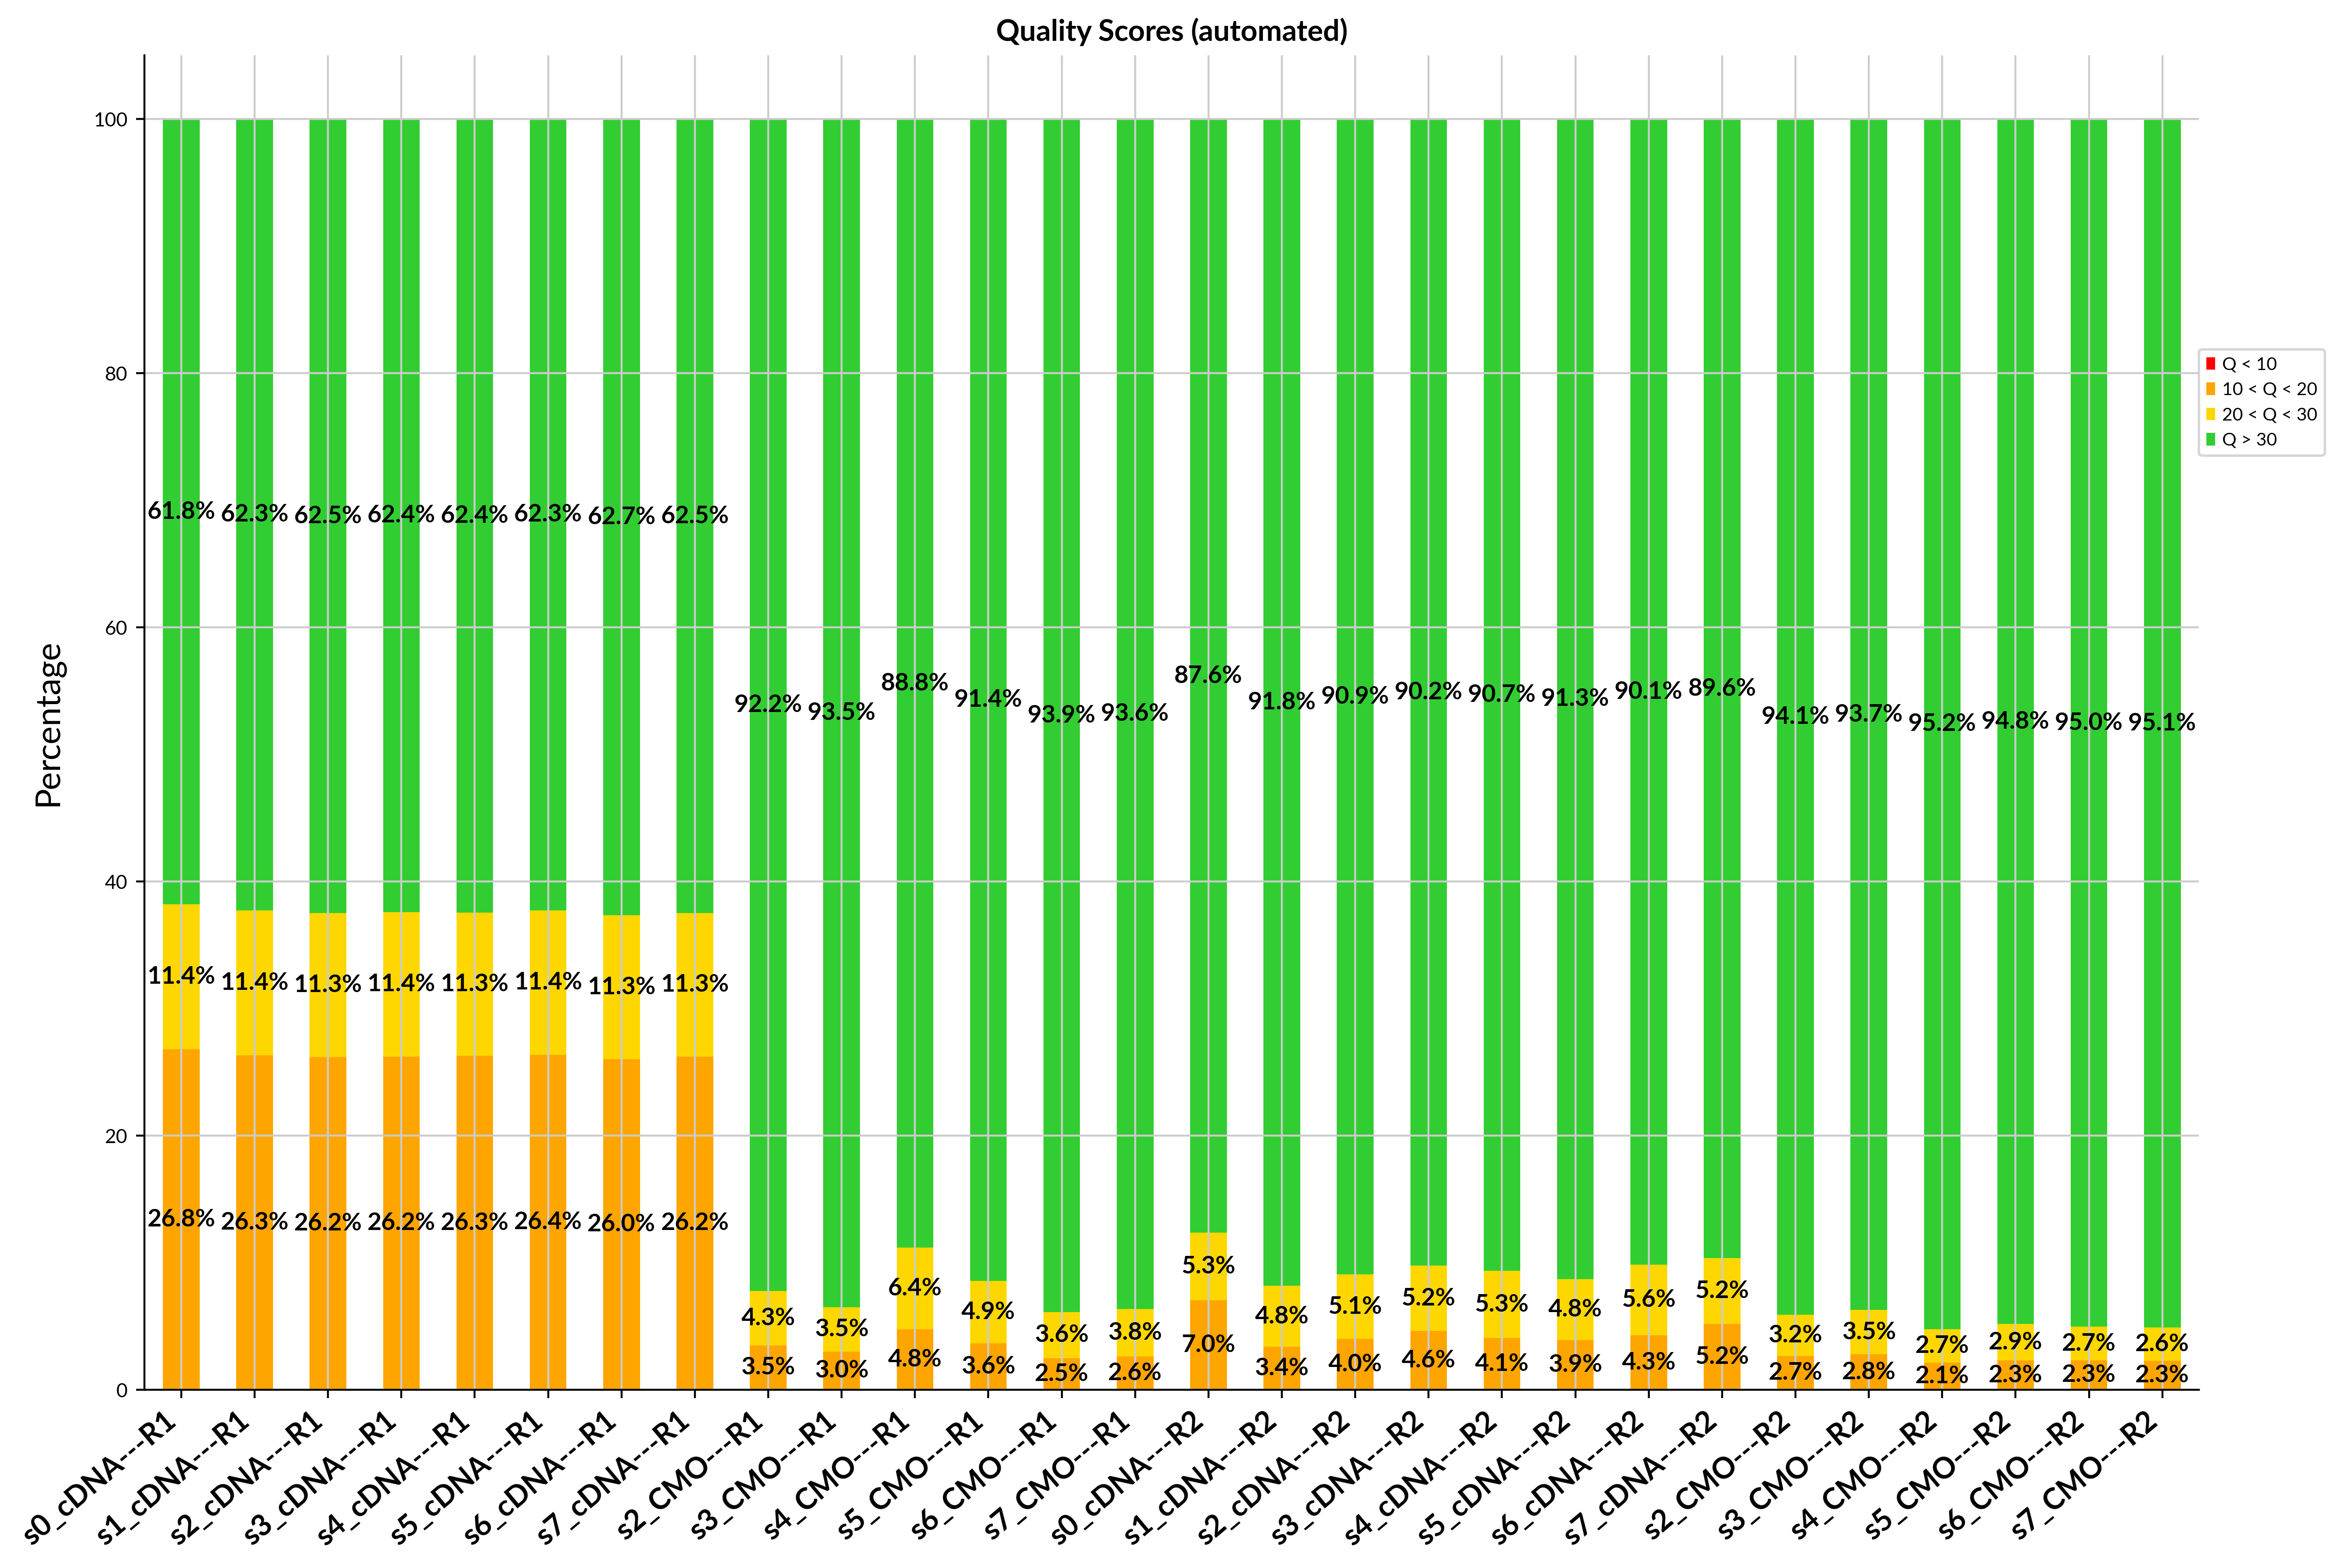 Quality Scores (automated)
Percentage
100
80
60
40
20
0
Q < 10
10 < Q < 20
20 < Q < 30
Q > 30
61.8% 62.3% 62.5% 62.4% 62.4% 62.3% 62.7% 62.5%
92.2% 93.5% 88.8% 91.4% 93.9% 93.6% 87.6% 91.8% 90.9% 90.2% 90.7% 91.3% 90.1% 89.6% 94.1% 93.7% 95.2% 94.8% 95.0% 95.1%
11.4% 11.4% 11.3% 11.4% 11.3% 11.4% 11.3% 11.3%
4.3% 3.5% 6.4% 4.9% 3.6% 3.8% 5.3% 4.8% 5.1% 5.2% 5.3% 4.8% 5.6% 5.2% 3.2% 3.5% 2.7% 2.9% 2.7% 2.6%
26.8% 26.3% 26.2% 26.2% 26.3% 26.4% 26.0% 26.2%
3.5% 3.0% 4.8% 3.6% 2.5% 2.6% 7.0% 3.4% 4.0% 4.6% 4.1% 3.9% 4.3% 5.2% 2.7% 2.8% 2.1% 2.3% 2.3% 2.3%
s0_cDNA---R1
s1_cDNA---R1
s2_cDNA---R1
s3_cDNA---R1
s4_cDNA---R1
s5_cDNA---R1
s6_cDNA---R1
s7_cDNA---R1
s2_CMO---R1
s3_CMO---R1
s4_CMO---R1
s5_CMO---R1
s6_CMO---R1
s7_CMO---R1
s0_cDNA---R2
s1_cDNA---R2
s2_cDNA---R2
s3_cDNA---R2
s4_cDNA---R2
s5_cDNA---R2
s6_cDNA---R2
s7_cDNA---R2
s2_CMO---R2
s3_CMO---R2
s4_CMO---R2
s5_CMO---R2
s6_CMO---R2
s7_CMO---R2